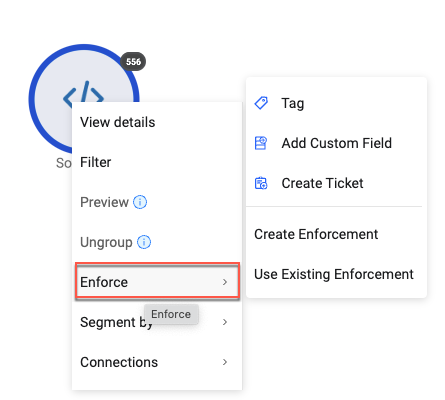 556
So
View details
Filter
Preview
Ungroup
Enforce
Enforce
Segment by
Connections
Tag
Add Custom Field
Create Ticket
Create Enforcement
Use Existing Enforcement